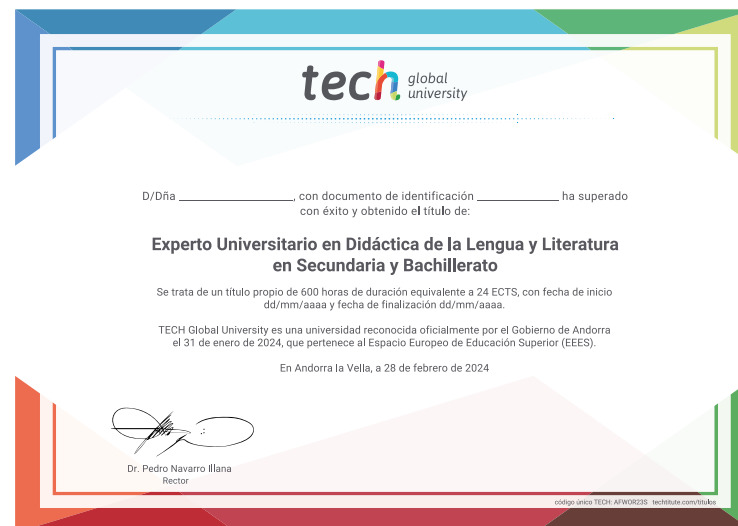 tech global university
D/Dña ____________________, con documento de identificación ______________ ha superado
con éxito y obtenido el título de:
Experto Universitario en Didáctica de la Lengua y Literatura
en Secundaria y Bachillerato
Se trata de un título propio de 600 horas de duración equivalente a 24 ECTS, con fecha de inicio
dd/mm/aaaa y fecha de finalización dd/mm/aaaa.
TECH Global University es una universidad reconocida oficialmente por el Gobierno de Andorra
el 31 de enero de 2024, que pertenece al Espacio Europeo de Educación Superior (EEES).
En Andorra la Vella, a 28 de febrero de 2024
Dr. Pedro Navarro Illana
Rector
código único TECH: AFWOR23S techtitute.com/titulos